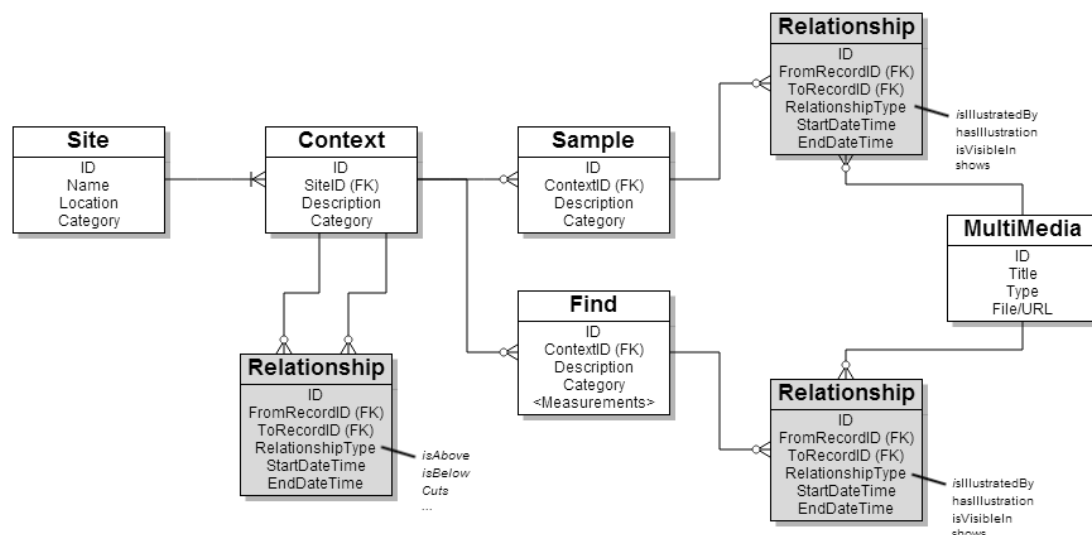 Site
ID
Name
Location
Category
Context
ID
SiteID (FK)
Description
Category
Relationship
ID
FromRecordID (FK)
ToRecordID (FK)
RelationshipType
StartDateTime
EndDateTime
isAbove
isBelow
Cuts
...
Sample
ID
ContextID (FK)
Description
Category
Find
ID
ContextID (FK)
Description
Category
<Measurements>
Relationship
ID
FromRecordID (FK)
ToRecordID (FK)
RelationshipType
StartDateTime
EndDateTime
isIllustratedBy
hasIllustration
isVisibleIn
shows
MultiMedia
ID
Title
Type
File/URL
Relationship
ID
FromRecordID (FK)
ToRecordID (FK)
RelationshipType
StartDateTime
EndDateTime
isIllustratedBy
hasIllustration
isVisibleIn
shows